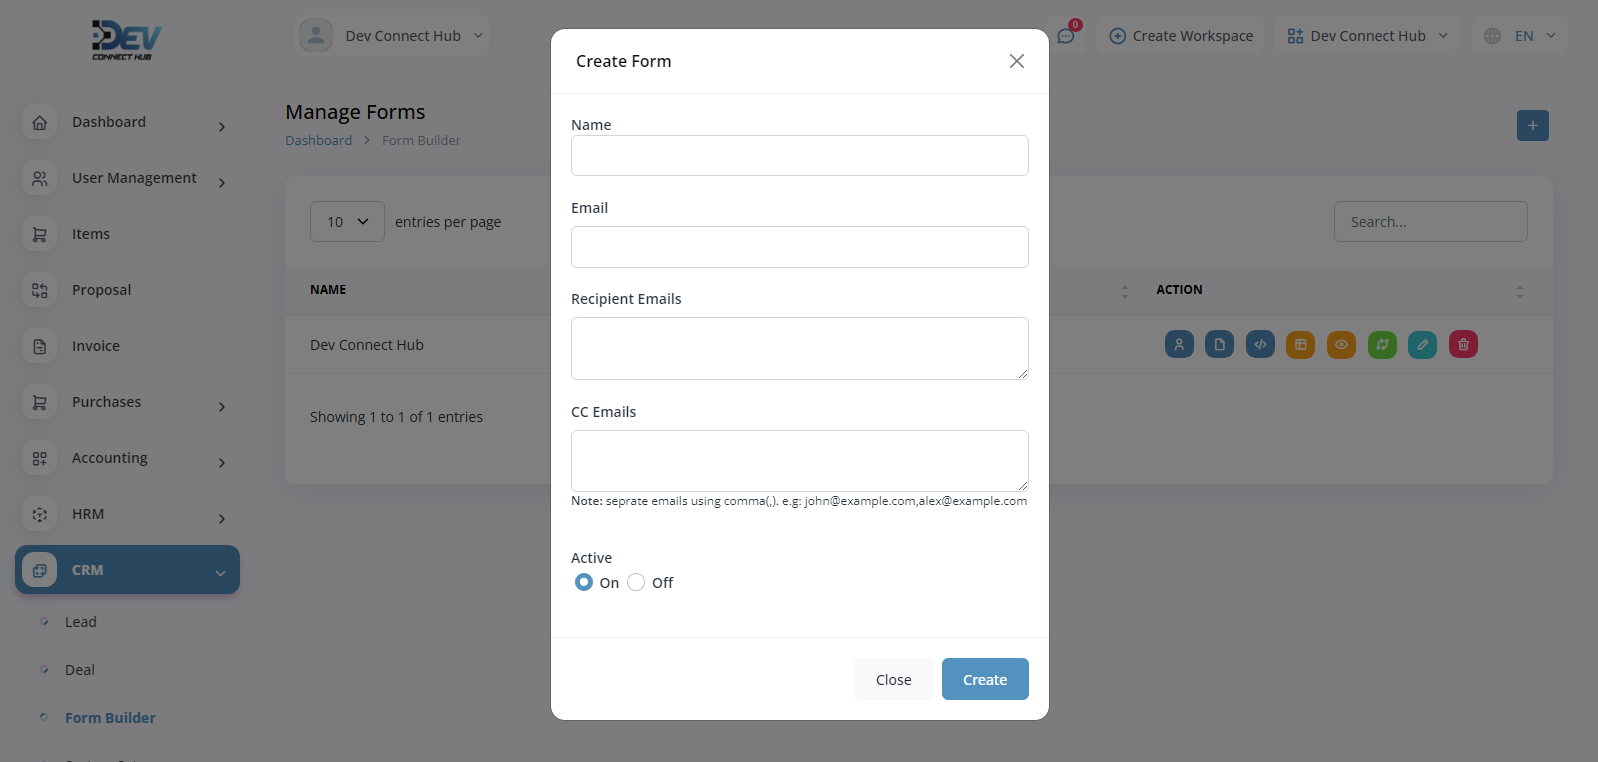 DEV
CONNECT HUB
Dev Connect Hub
0
Create Workspace
Dev Connect Hub
EN
Dashboard
User Management
Items
Proposal
Invoice
Purchases
Accounting
HRM
CRM
Lead
Deal
Form Builder
Manage Forms
Dashboard > Form Builder
+
10 entries per page
Search...
NAME
ACTION
Dev Connect Hub
Showing 1 to 1 of 1 entries
Create Form
Name
Email
Recipient Emails
CC Emails
Note: seprate emails using comma(,). e.g: john@example.com,alex@example.com
Active
On Off
Close Create